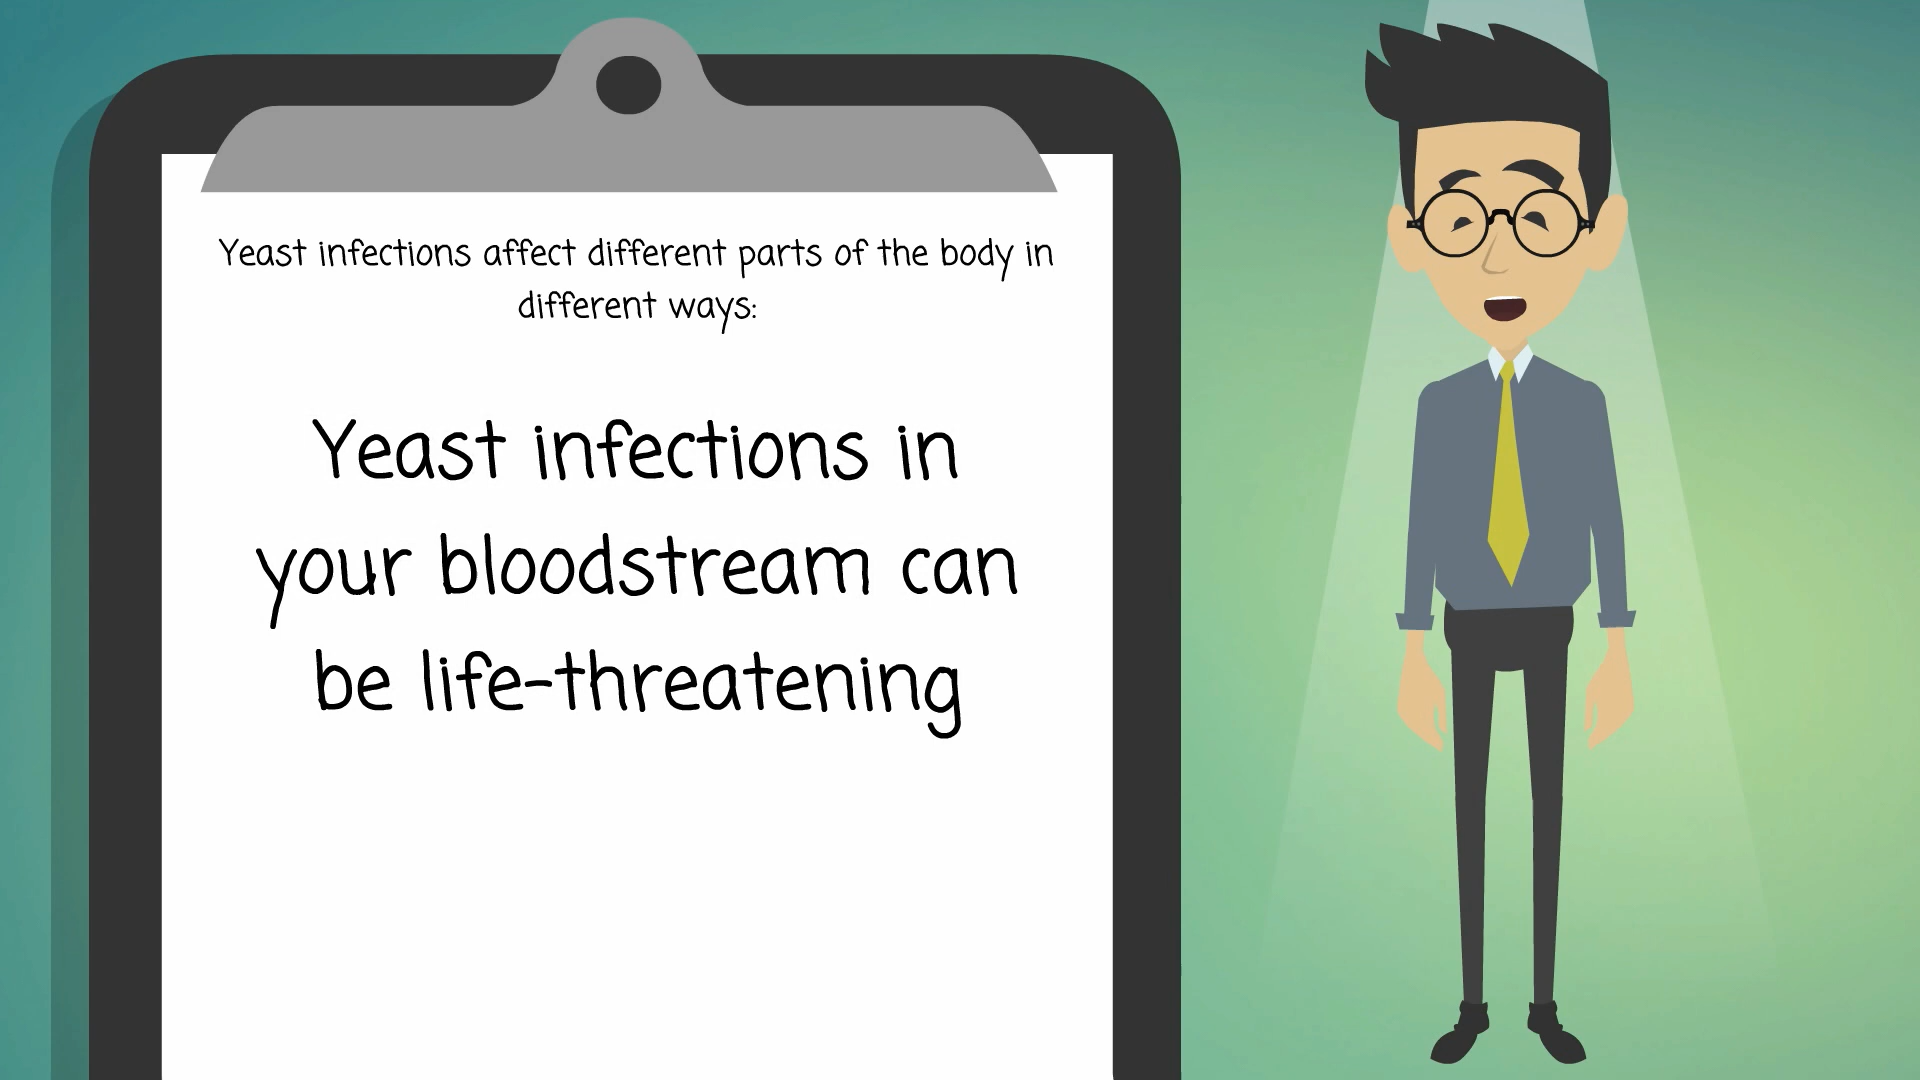 Yeast infections affect different parts of the body in
different ways:
Yeast infections in
your bloodstream can
be life-threatening